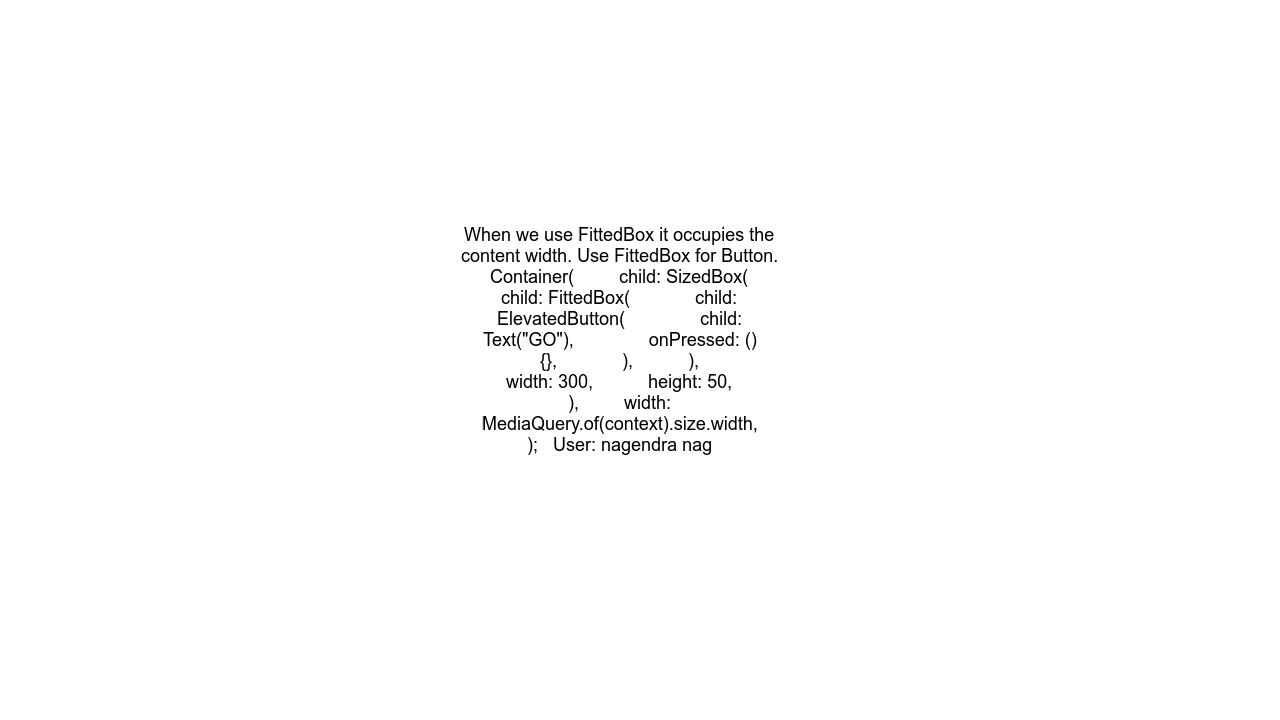 When we use FittedBox it occupies the
content width. Use FittedBox for Button.
Container(         child: SizedBox(
child: FittedBox(             child:
ElevatedButton(               child:
Text("GO"),               onPressed: ()
{},             ),           ),
width: 300,           height: 50,
),         width:
MediaQuery.of(context).size.width,
);   User: nagendra nag